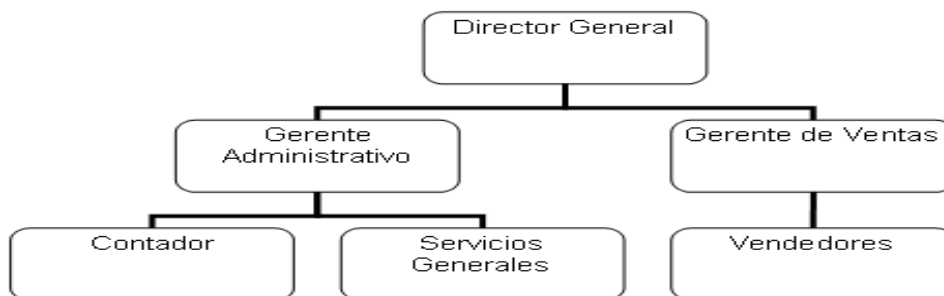 Director General
Gerente
Administrativo
Gerente de Ventas
Contador
Servicios
Generales
Vendedores